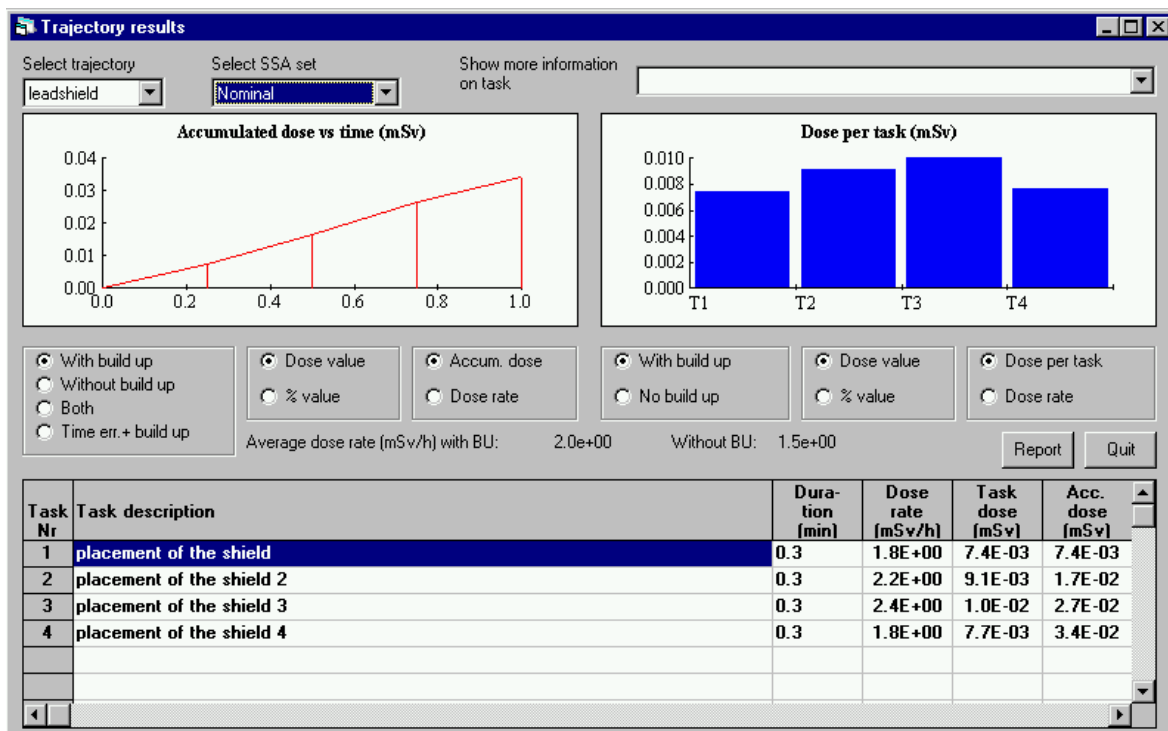 Trajectory results
Select trajectory
Select SSA set
Show more information
on task
leadshield
Nominal
Accumulated dose vs time (mSv)
0.04
0.03
0.02
0.01
0.00
0.0 0.2 0.4 0.6 0.8 1.0
Dose per task (mSv)
0.010
0.008
0.006
0.004
0.002
0.000
T1 T2 T3 T4
With build up
Without build up
Both
Time err.+ build up
Dose value
% value
Accum. dose
Dose rate
With build up
No build up
Dose value
% value
Dose per task
Dose rate
Average dose rate (mSv/h) with BU: 2.0e+00 Without BU: 1.5e+00
Report
Quit
Task Nr Task description Dura-tion (min) Dose rate (mSv/h) Task dose (mSv) Acc. dose (mSv)
1 placement of the shield 0.3 1.8E+00 7.4E-03 7.4E-03
2 placement of the shield 2 0.3 2.2E+00 9.1E-03 1.7E-02
3 placement of the shield 3 0.3 2.4E+00 1.0E-02 2.7E-02
4 placement of the shield 4 0.3 1.8E+00 7.7E-03 3.4E-02